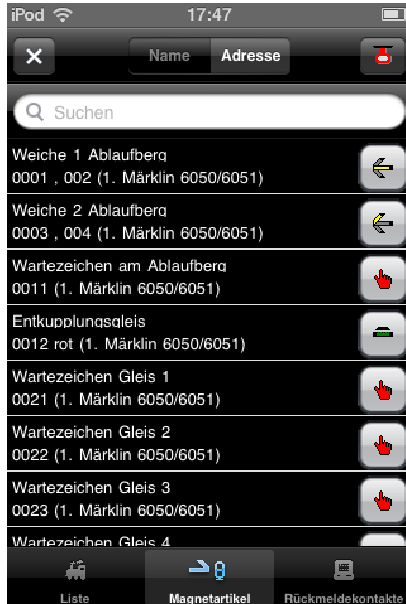 iPod 17:47
Name Adresse
Suchen
Weiche 1 Ablaufberg
0001 , 002 (1. Märklin 6050/6051)
Weiche 2 Ablaufberg
0003 , 004 (1. Märklin 6050/6051)
Wartezeichen am Ablaufberg
0011 (1. Märklin 6050/6051)
Entkupplungsgleis
0012 rot (1. Märklin 6050/6051)
Wartezeichen Gleis 1
0021 (1. Märklin 6050/6051)
Wartezeichen Gleis 2
0022 (1. Märklin 6050/6051)
Wartezeichen Gleis 3
0023 (1. Märklin 6050/6051)
Wartezeichen Gleis 4
Liste Magnetartikel Rückmeldekontakte